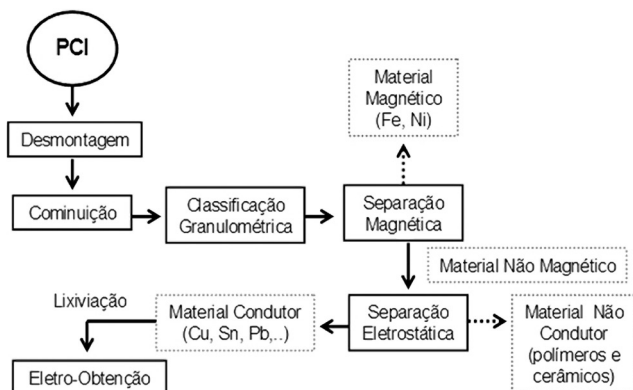 PCI
Desmontagem
Cominuição
Classificação
Granulométrica
Separação
Magnética
Material
Magnético
(Fe, Ni)
Material Não Magnético
Separação
Eletrostática
Material Não
Condutor
(polímeros e
cerâmicos)
Material Condutor
(Cu, Sn, Pb,..)
Lixiviação
Eletro-Obtenção